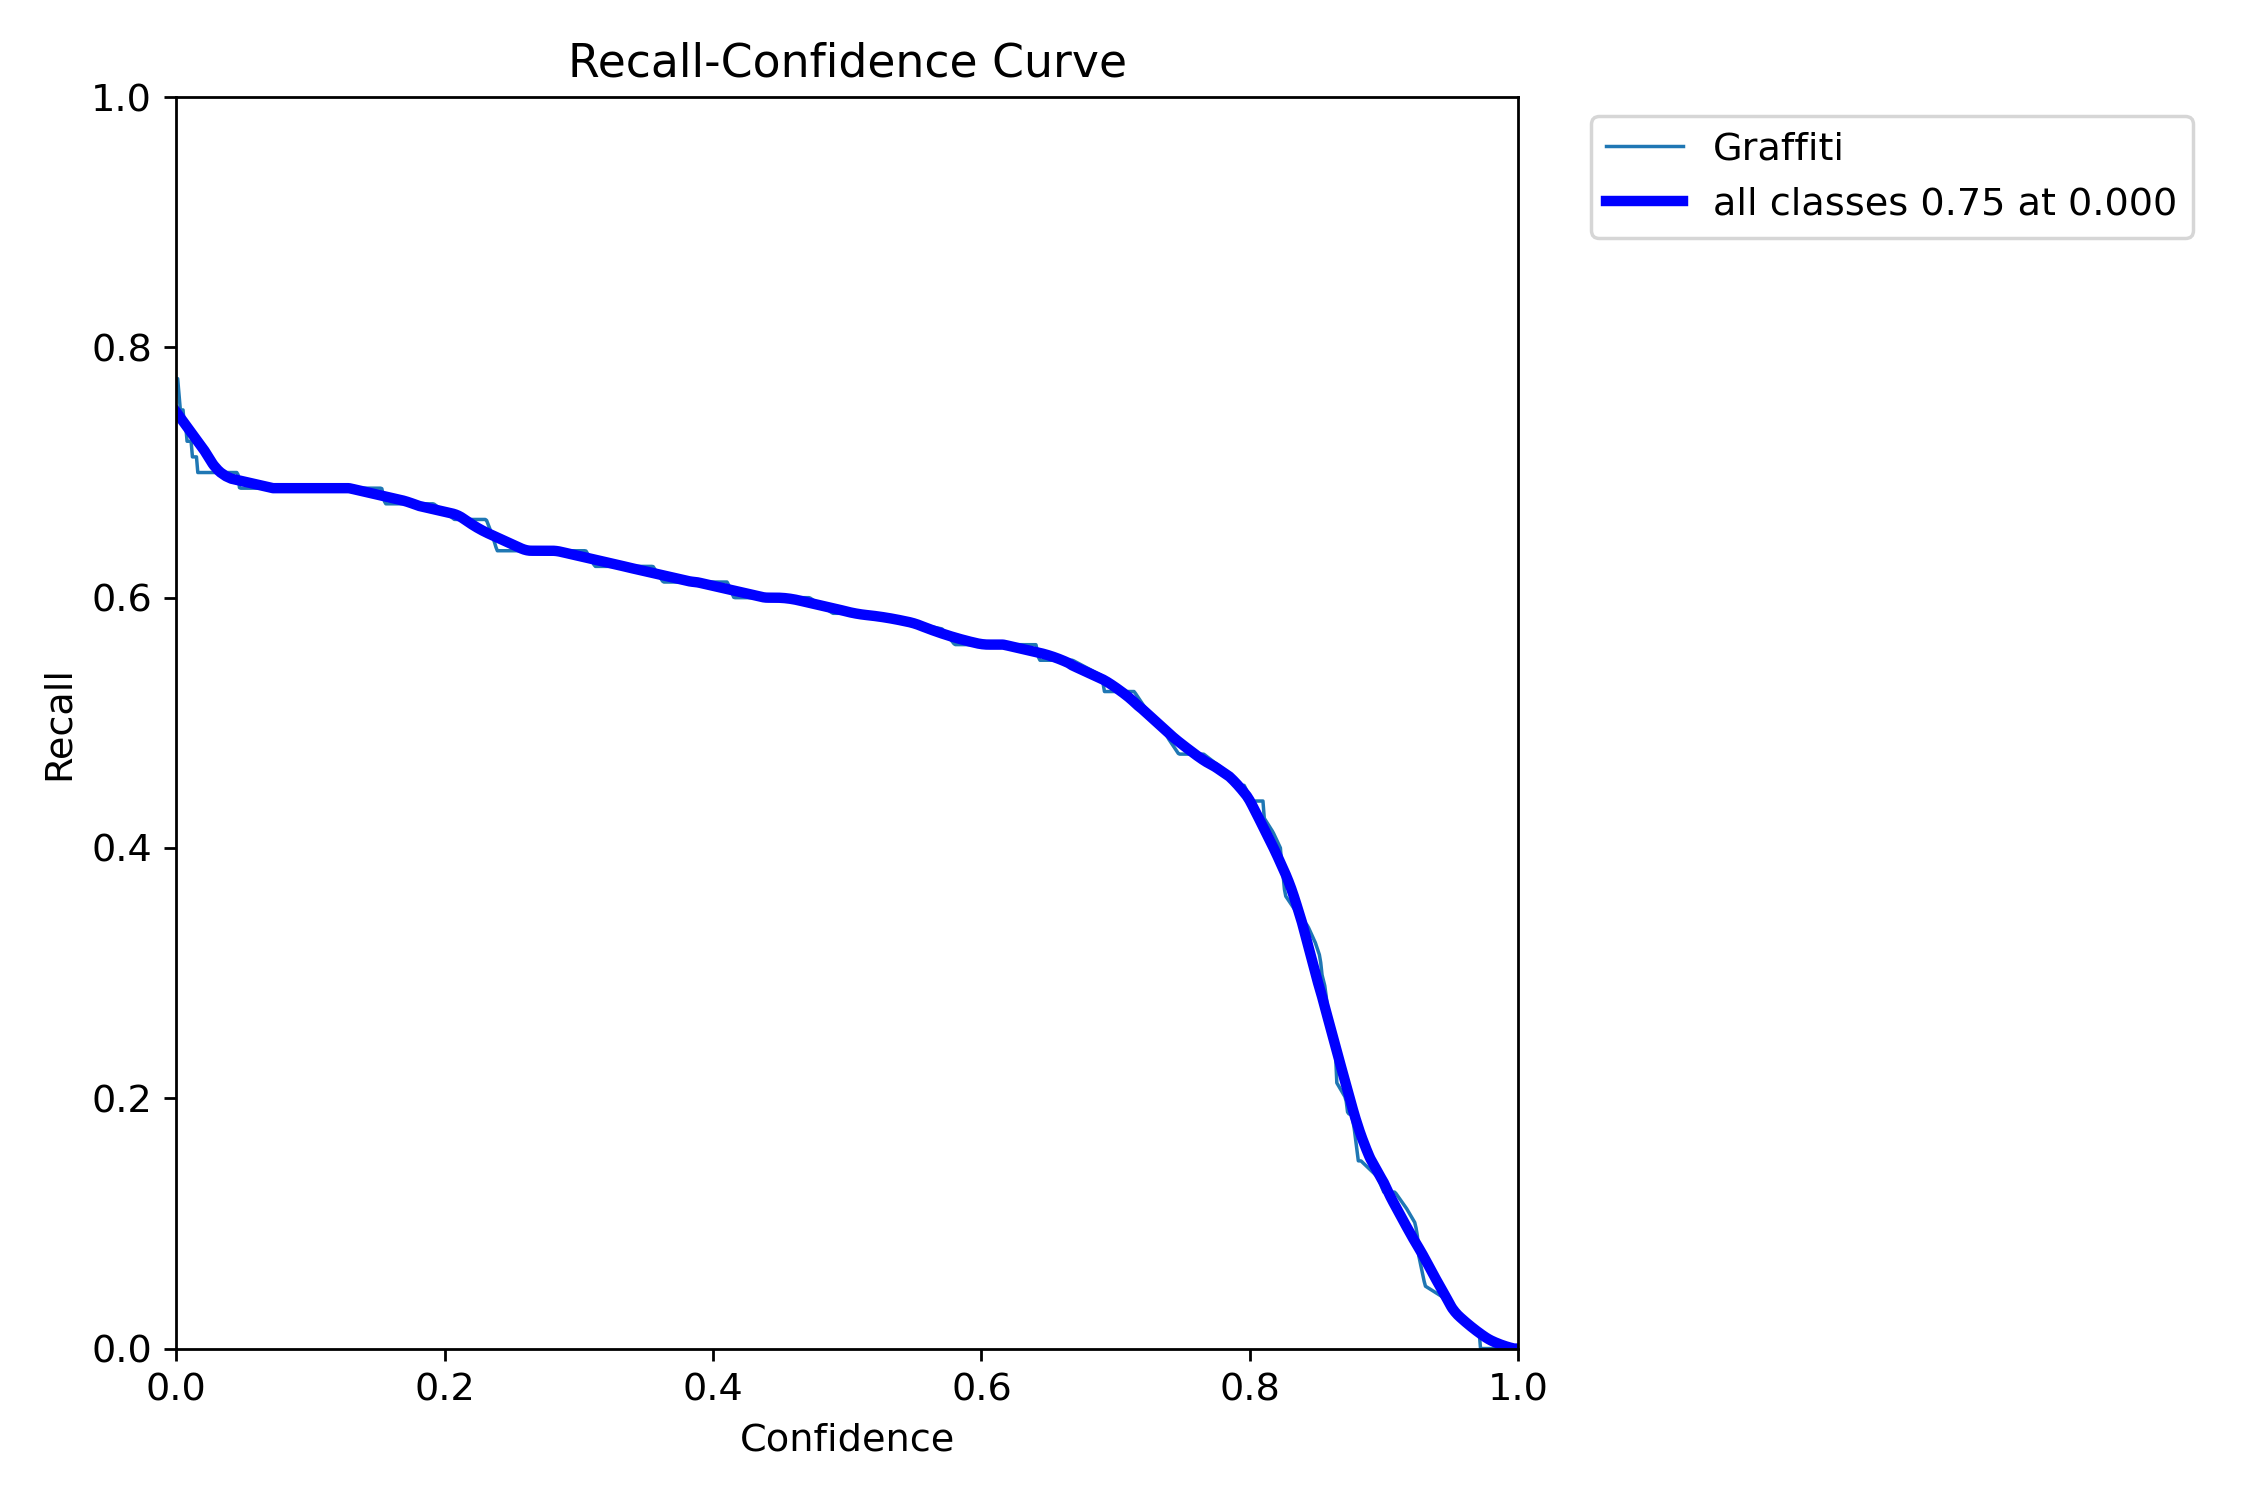 Recall-Confidence Curve
1.0
0.8
0.6
0.4
0.2
0.0
Recall
0.0 0.2 0.4 0.6 0.8 1.0
Confidence
Graffiti
all classes 0.75 at 0.000